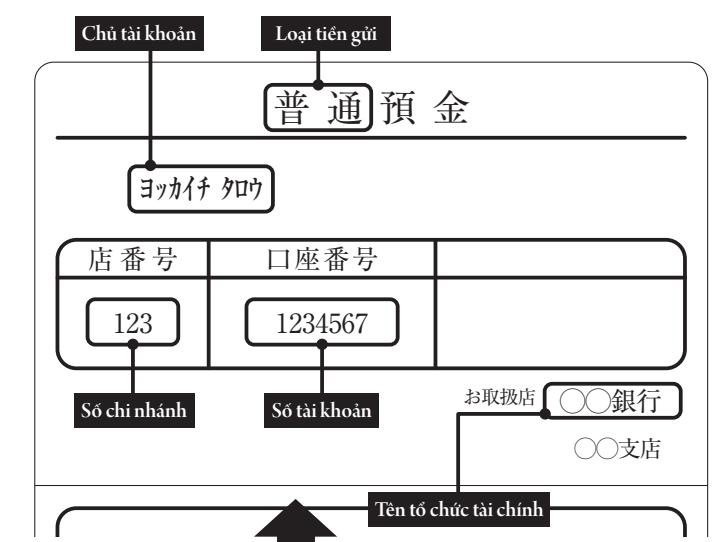 Chủ tài khoản
Loại tiền gửi
普通預金
ﾖｯｶｲﾁ ﾀﾛｳ
店番号
口座番号
123
1234567
Số chi nhánh
Số tài khoản
お取扱店
○○銀行
○○支店
Tên tổ chức tài chính